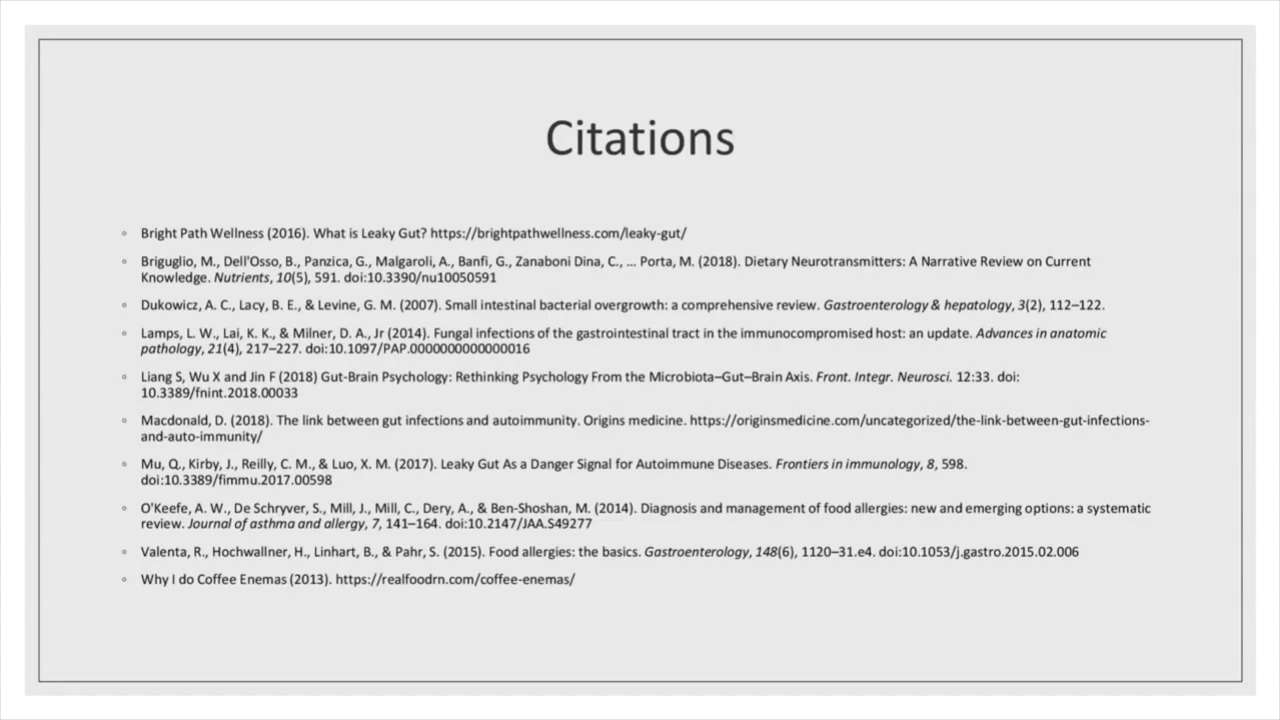 Citations
◦ Bright Path Wellness (2016). What is Leaky Gut? https://brightpathwellness.com/leaky-gut/
◦ Briguglio, M., Dell'Osso, B., Panzica, G., Malgaroli, A., Banfi, G., Zanaboni Dina, C., … Porta, M. (2018). Dietary Neurotransmitters: A Narrative Review on Current
Knowledge. Nutrients, 10(5), 591. doi:10.3390/nu10050591
◦ Dukowicz, A. C., Lacy, B. E., & Levine, G. M. (2007). Small intestinal bacterial overgrowth: a comprehensive review. Gastroenterology & hepatology, 3(2), 112–122.
◦ Lamps, L. W., Lai, K. K., & Milner, D. A., Jr (2014). Fungal infections of the gastrointestinal tract in the immunocompromised host: an update. Advances in anatomic
pathology, 21(4), 217–227. doi:10.1097/PAP.0000000000000016
◦ Liang S, Wu X and Jin F (2018) Gut-Brain Psychology: Rethinking Psychology From the Microbiota–Gut–Brain Axis. Front. Integr. Neurosci. 12:33. doi:
10.3389/fnint.2018.00033
◦ Macdonald, D. (2018). The link between gut infections and autoimmunity. Origins medicine. https://originsmedicine.com/uncategorized/the-link-between-gut-infections-
and-auto-immunity/
◦ Mu, Q., Kirby, J., Reilly, C. M., & Luo, X. M. (2017). Leaky Gut As a Danger Signal for Autoimmune Diseases. Frontiers in immunology, 8, 598.
doi:10.3389/fimmu.2017.00598
◦ O'Keefe, A. W., De Schryver, S., Mill, J., Mill, C., Dery, A., & Ben-Shoshan, M. (2014). Diagnosis and management of food allergies: new and emerging options: a systematic
review. Journal of asthma and allergy, 7, 141–164. doi:10.2147/JAA.S49277
◦ Valenta, R., Hochwallner, H., Linhart, B., & Pahr, S. (2015). Food allergies: the basics. Gastroenterology, 148(6), 1120–31.e4. doi:10.1053/j.gastro.2015.02.006
◦ Why I do Coffee Enemas (2013). https://realfoodrn.com/coffee-enemas/